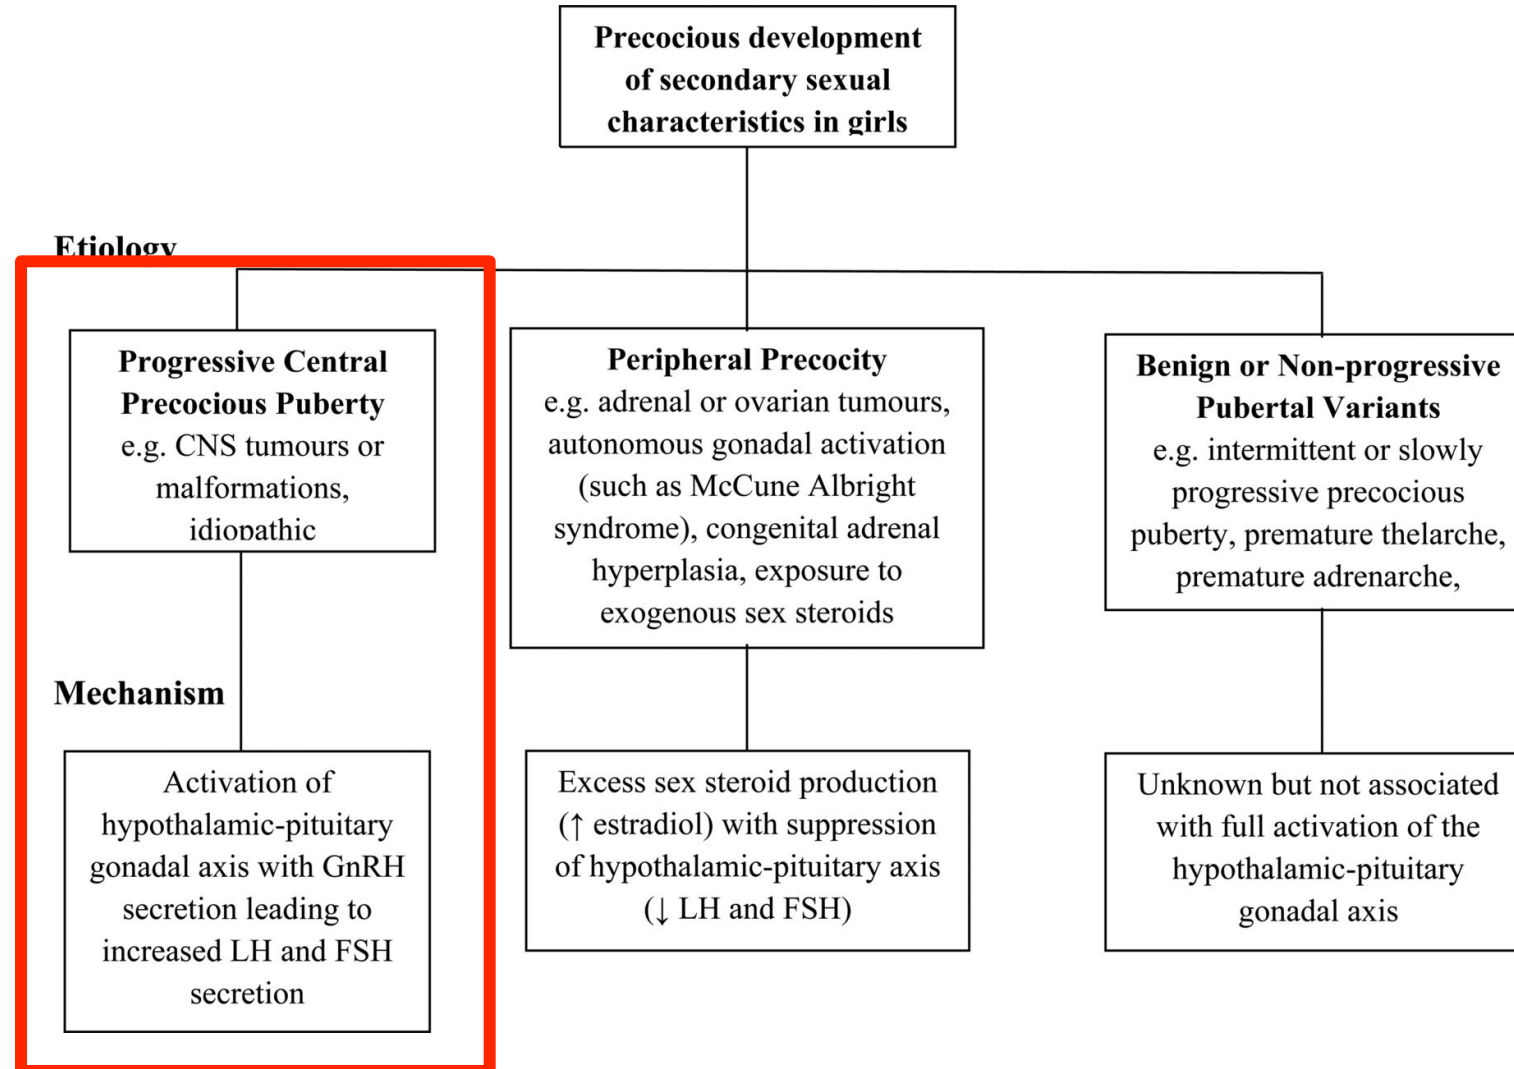 Precocious development
of secondary sexual
characteristics in girls
Etiology
Progressive Central
Precocious Puberty
e.g. CNS tumours or
malformations,
idiopathic
Peripheral Precocity
e.g. adrenal or ovarian tumours,
autonomous gonadal activation
(such as McCune Albright
syndrome), congenital adrenal
hyperplasia, exposure to
exogenous sex steroids
Benign or Non-progressive
Pubertal Variants
e.g. intermittent or slowly
progressive precocious
puberty, premature thelarche,
premature adrenarche,
Mechanism
Activation of
hypothalamic-pituitary
gonadal axis with GnRH
secretion leading to
increased LH and FSH
secretion
Excess sex steroid production
(↑ estradiol) with suppression
of hypothalamic-pituitary axis
(↓ LH and FSH)
Unknown but not associated
with full activation of the
hypothalamic-pituitary
gonadal axis